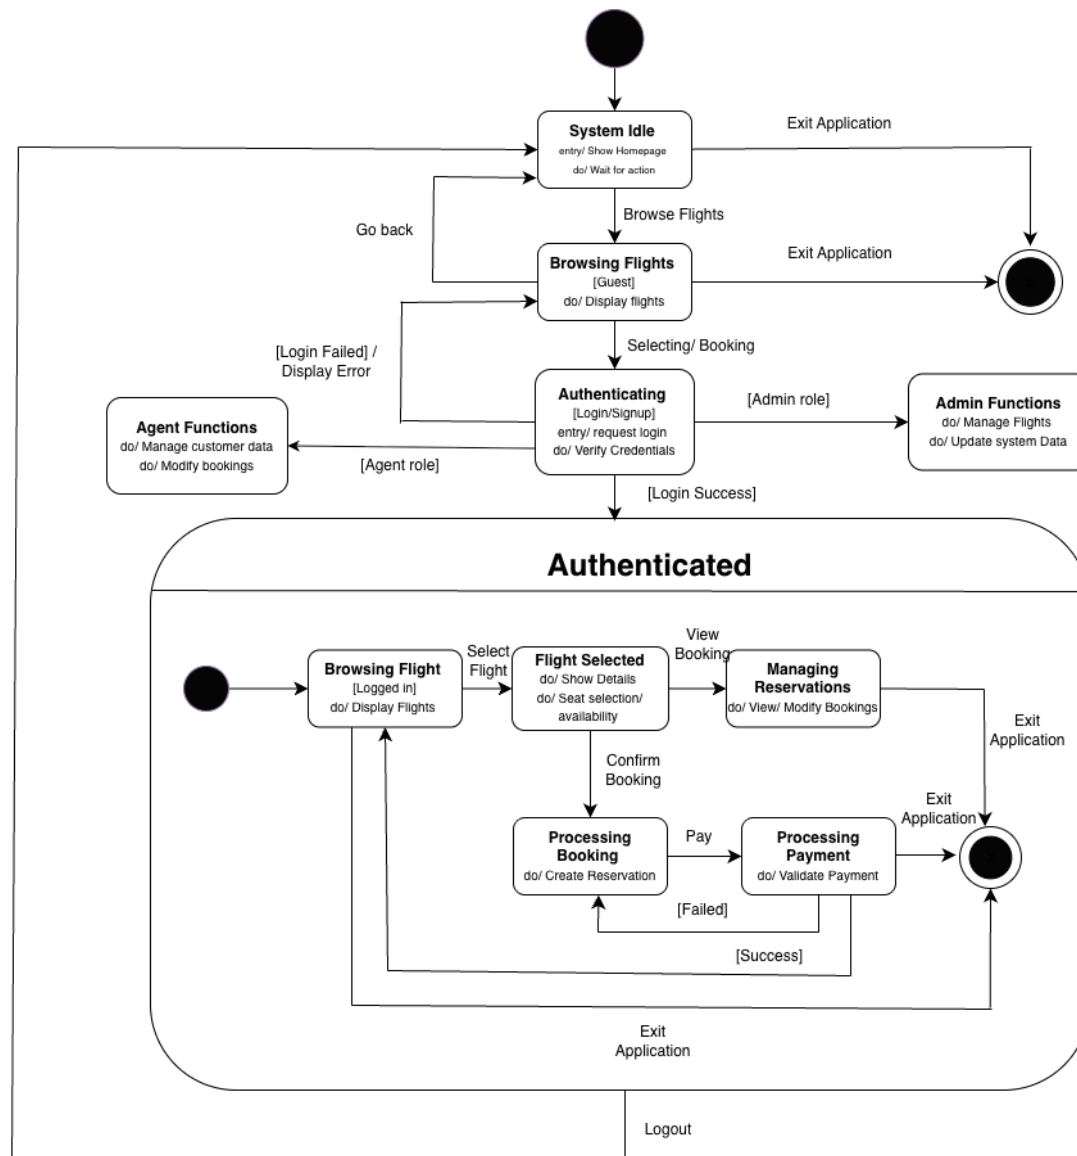 System Idle
entry/ Show Homepage
do/ Wait for action
Exit Application
Browse Flights
Go back
Browsing Flights
[Guest]
do/ Display flights
Exit Application
Selecting/ Booking
[Login Failed] /
Display Error
Authenticating
[Login/Signup]
entry/ request login
do/ Verify Credentials
[Admin role]
Admin Functions
do/ Manage Flights
do/ Update system Data
Agent Functions
do/ Manage customer data
do/ Modify bookings
[Agent role]
[Login Success]
Authenticated
Browsing Flight
[Logged in]
do/ Display Flights
Select
Flight
Flight Selected
do/ Show Details
do/ Seat selection/
availability
View
Booking
Managing
Reservations
do/ View/ Modify Bookings
Exit
Application
Confirm
Booking
Processing
Booking
do/ Create Reservation
Pay
Processing
Payment
do/ Validate Payment
Exit
Application
[Failed]
[Success]
Exit
Application
Logout